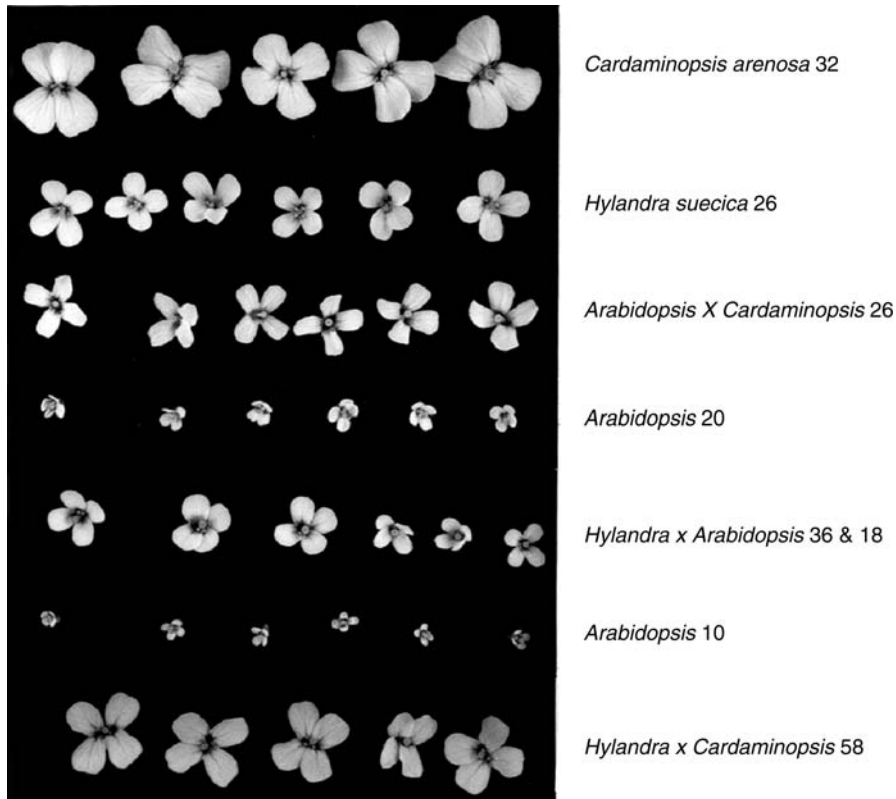 Cardaminopsis arenosa 32
Hylandra suecica 26
Arabidopsis X Cardaminopsis 26
Arabidopsis 20
Hylandra x Arabidopsis 36 & 18
Arabidopsis 10
Hylandra x Cardaminopsis 58